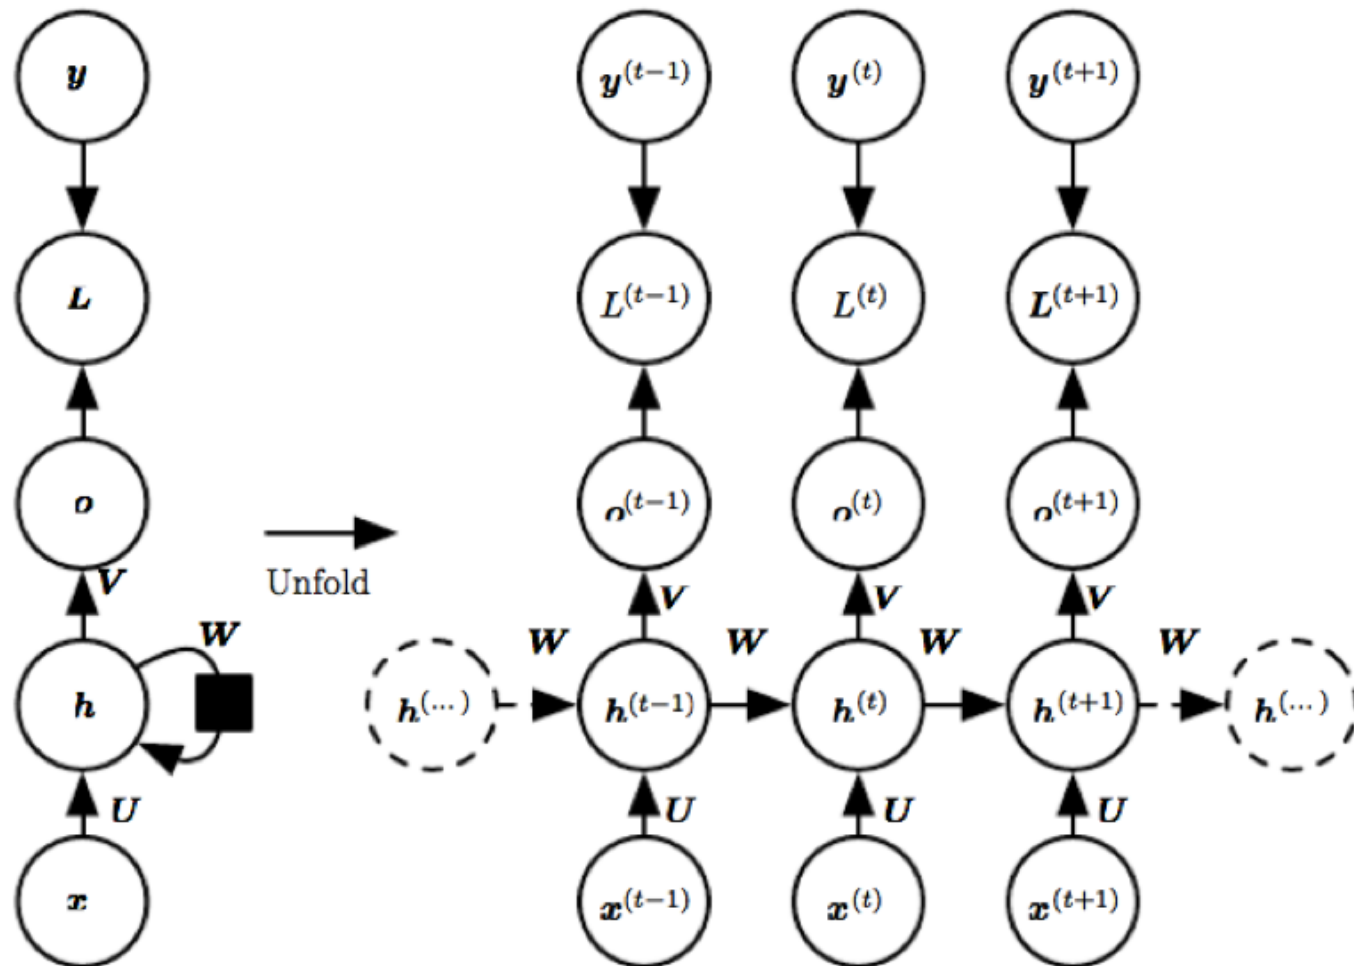 y y^(t−1) y^(t) y^(t+1)
L L^(t−1) L^(t) L^(t+1)
o o^(t−1) o^(t) o^(t+1)
Unfold
V V V V
W W W W W
h h^(...) h^(t−1) h^(t) h^(t+1) h^(...)
U U U U
x x^(t−1) x^(t) x^(t+1)